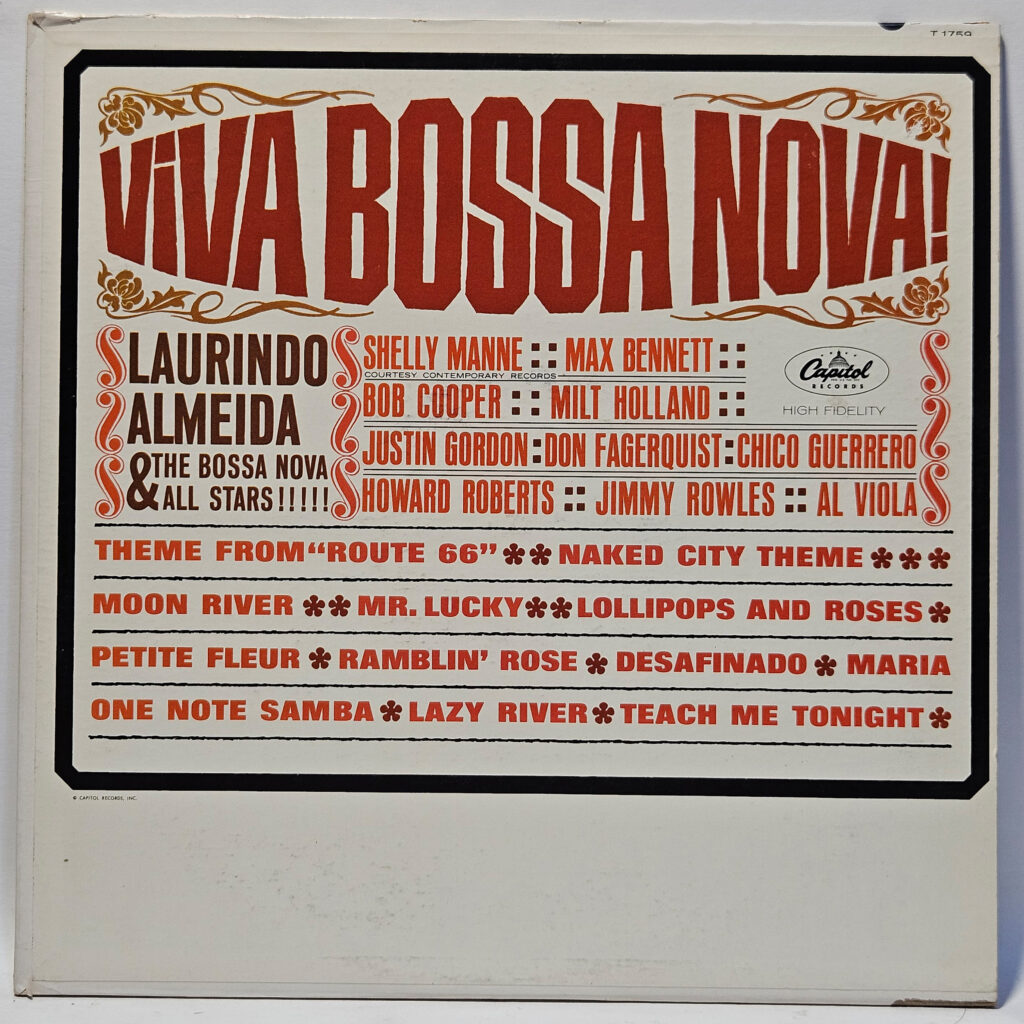 T 1759
ViVA BOSSA NOVA!
LAURINDO
ALMEIDA
& THE BOSSA NOVA
ALL STARS!!!!!
SHELLY MANNE :: MAX BENNETT ::
COURTESY CONTEMPORARY RECORDS
BOB COOPER :: MILT HOLLAND ::
JUSTIN GORDON : DON FAGERQUIST : CHICO GUERRERO
HOWARD ROBERTS :: JIMMY ROWLES :: AL VIOLA
Capitol
RECORDS
HIGH FIDELITY
THEME FROM "ROUTE 66" ** NAKED CITY THEME ***
MOON RIVER ** MR. LUCKY ** LOLLIPOPS AND ROSES *
PETITE FLEUR * RAMBLIN' ROSE * DESAFINADO * MARIA
ONE NOTE SAMBA * LAZY RIVER * TEACH ME TONIGHT *
© CAPITOL RECORDS, INC.